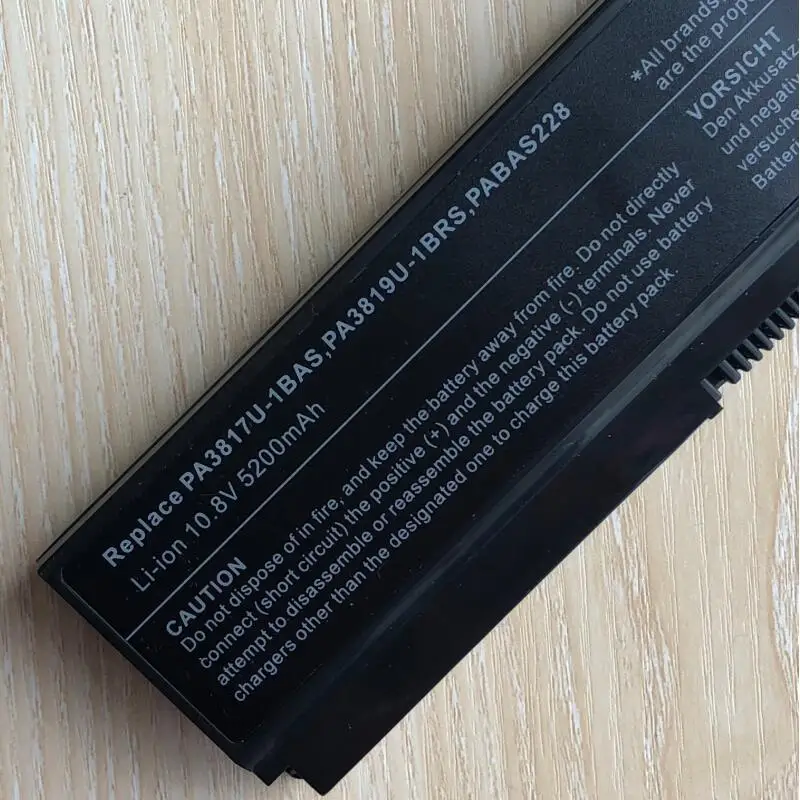 Replace PA3817U-1BAS,PA3819U-1BRS,PABAS228
Li-ion 10.8V 5200mAh
CAUTION
Do not dispose of in fire, and keep the battery away from fire. Do not directly
connect (short circuit) the positive (+) and the negative (-) terminals. Never
attempt to disassemble or reassemble the battery pack. Do not use battery
chargers other than the designated one to charge this battery pack.
*All brands,
are the prope
VORSICHT
Den Akkusatz
und negativ
versuche
Batteri